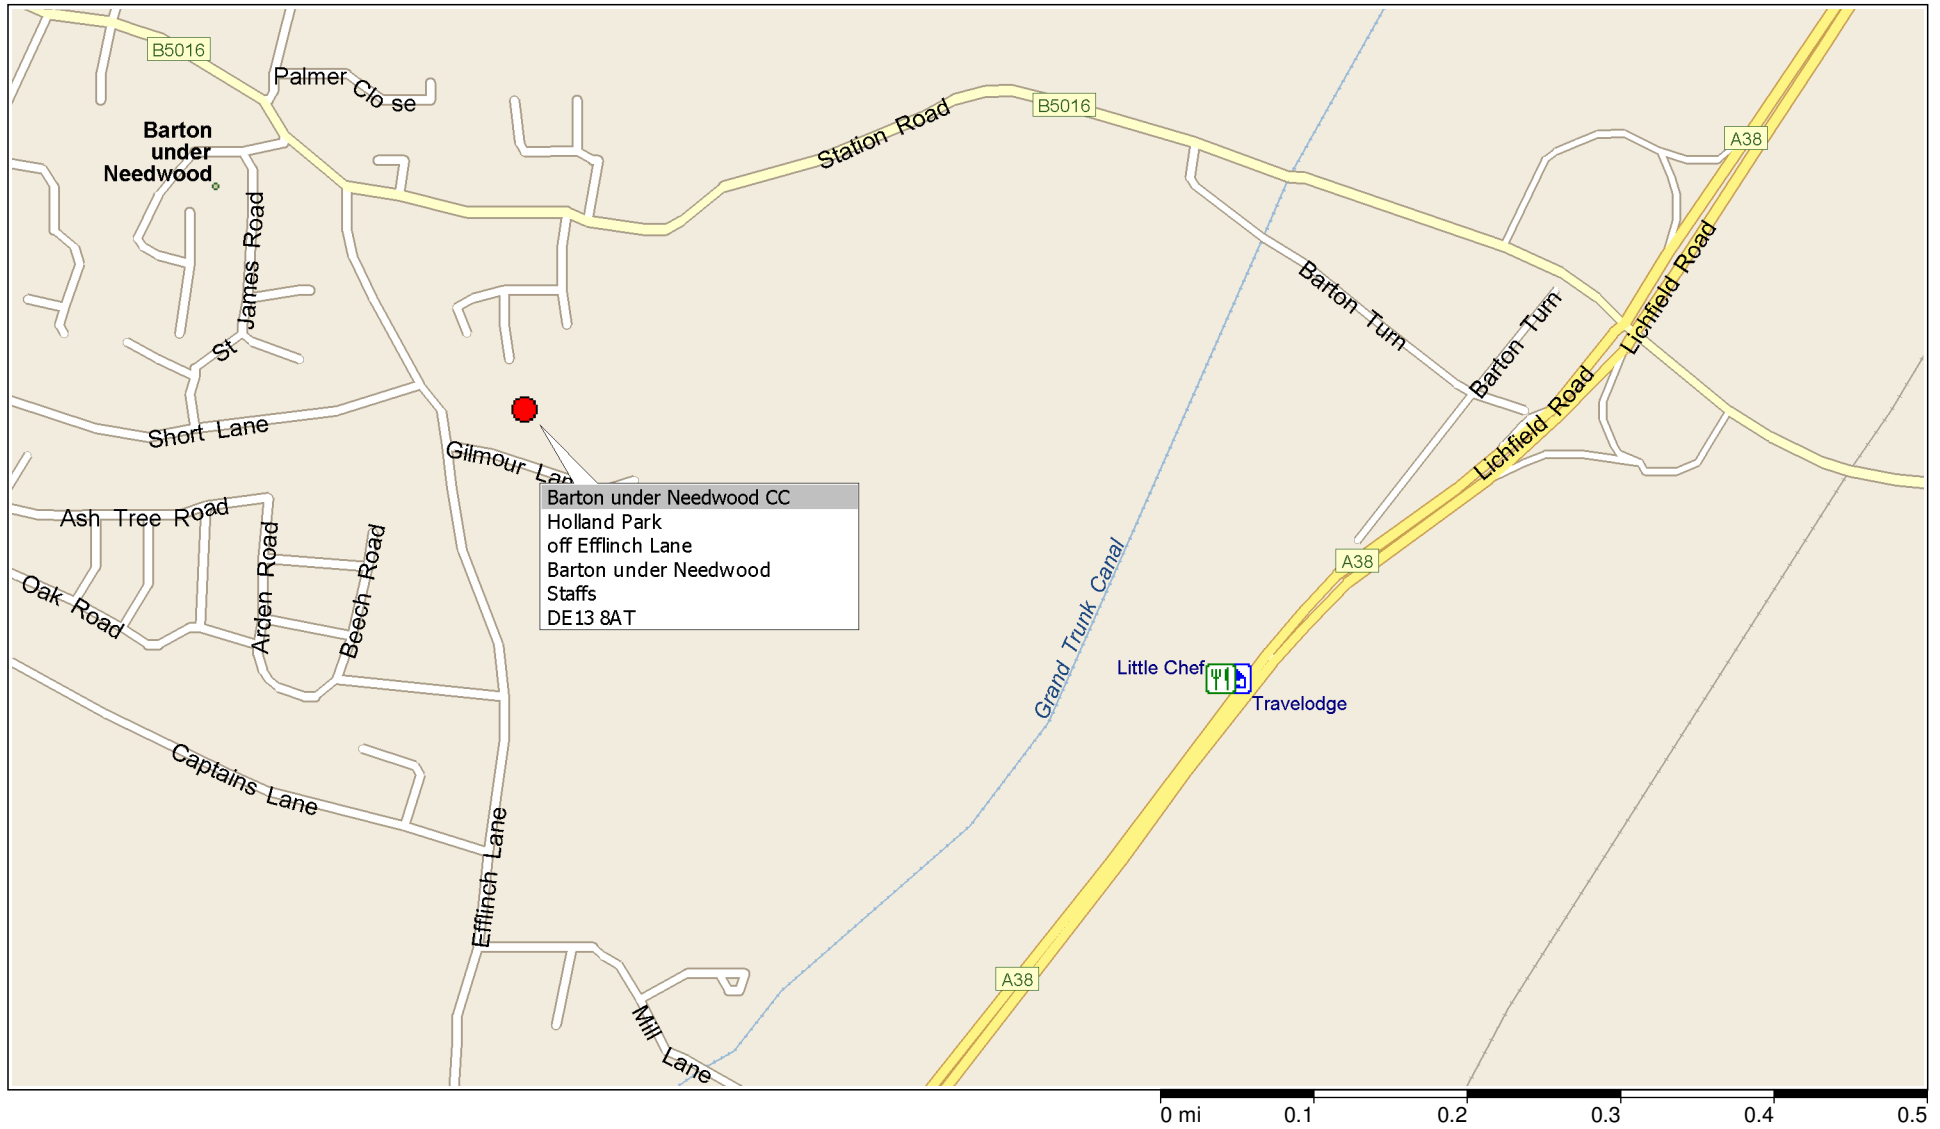 B5016
Palmer Close
B5016
Station Road
A38
Barton
under
Needwood
St James Road
Lichfield Road
Barton Turn
Barton Turn
Lichfield Road
Short Lane
Gilmour Lan
Barton under Needwood CC
Holland Park
off Efflinch Lane
Barton under Needwood
Staffs
DE13 8AT
Ash Tree Road
Arden Road
Beech Road
Oak Road
A38
Grand Trunk Canal
Little Chef
Travelodge
Captains Lane
Efflinch Lane
A38
Mill Lane
0 mi 0.1 0.2 0.3 0.4 0.5